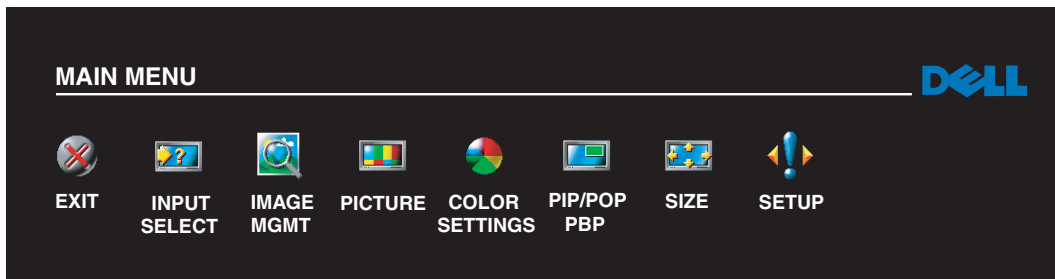 MAIN MENU
DELL
EXIT
INPUT
SELECT
IMAGE
MGMT
PICTURE
COLOR
SETTINGS
PIP/POP
PBP
SIZE
SETUP
?